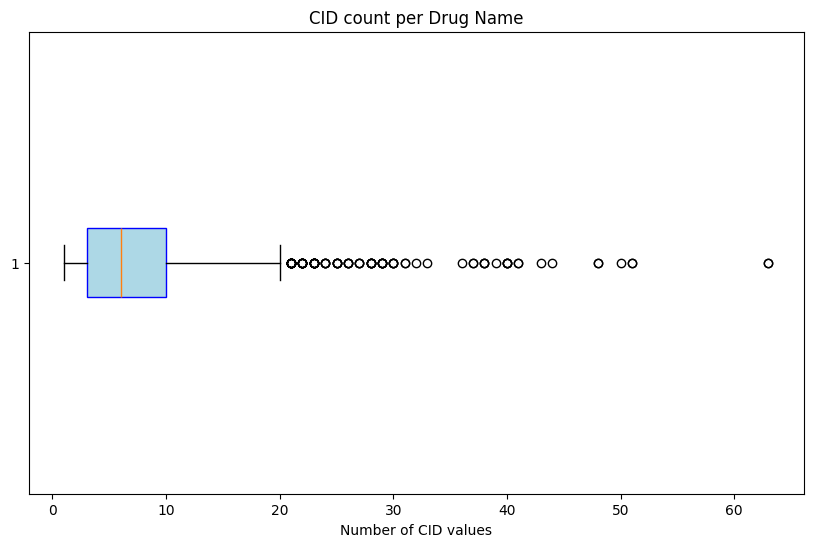 CID count per Drug Name
1
0 10 20 30 40 50 60
Number of CID values